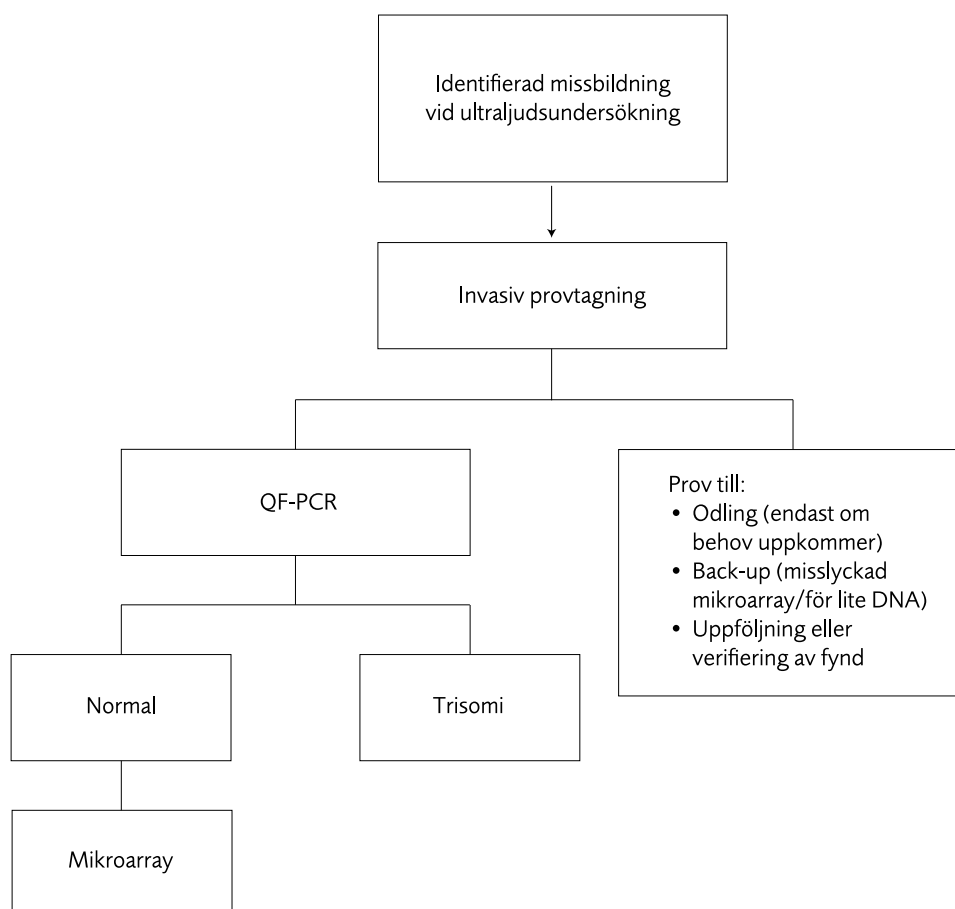 Identifierad missbildning
vid ultraljudsundersökning
Invasiv provtagning
QF-PCR
Prov till:
• Odling (endast om
behov uppkommer)
• Back-up (misslyckad
mikroarray/för lite DNA)
• Uppföljning eller
verifiering av fynd
Normal
Trisomi
Mikroarray